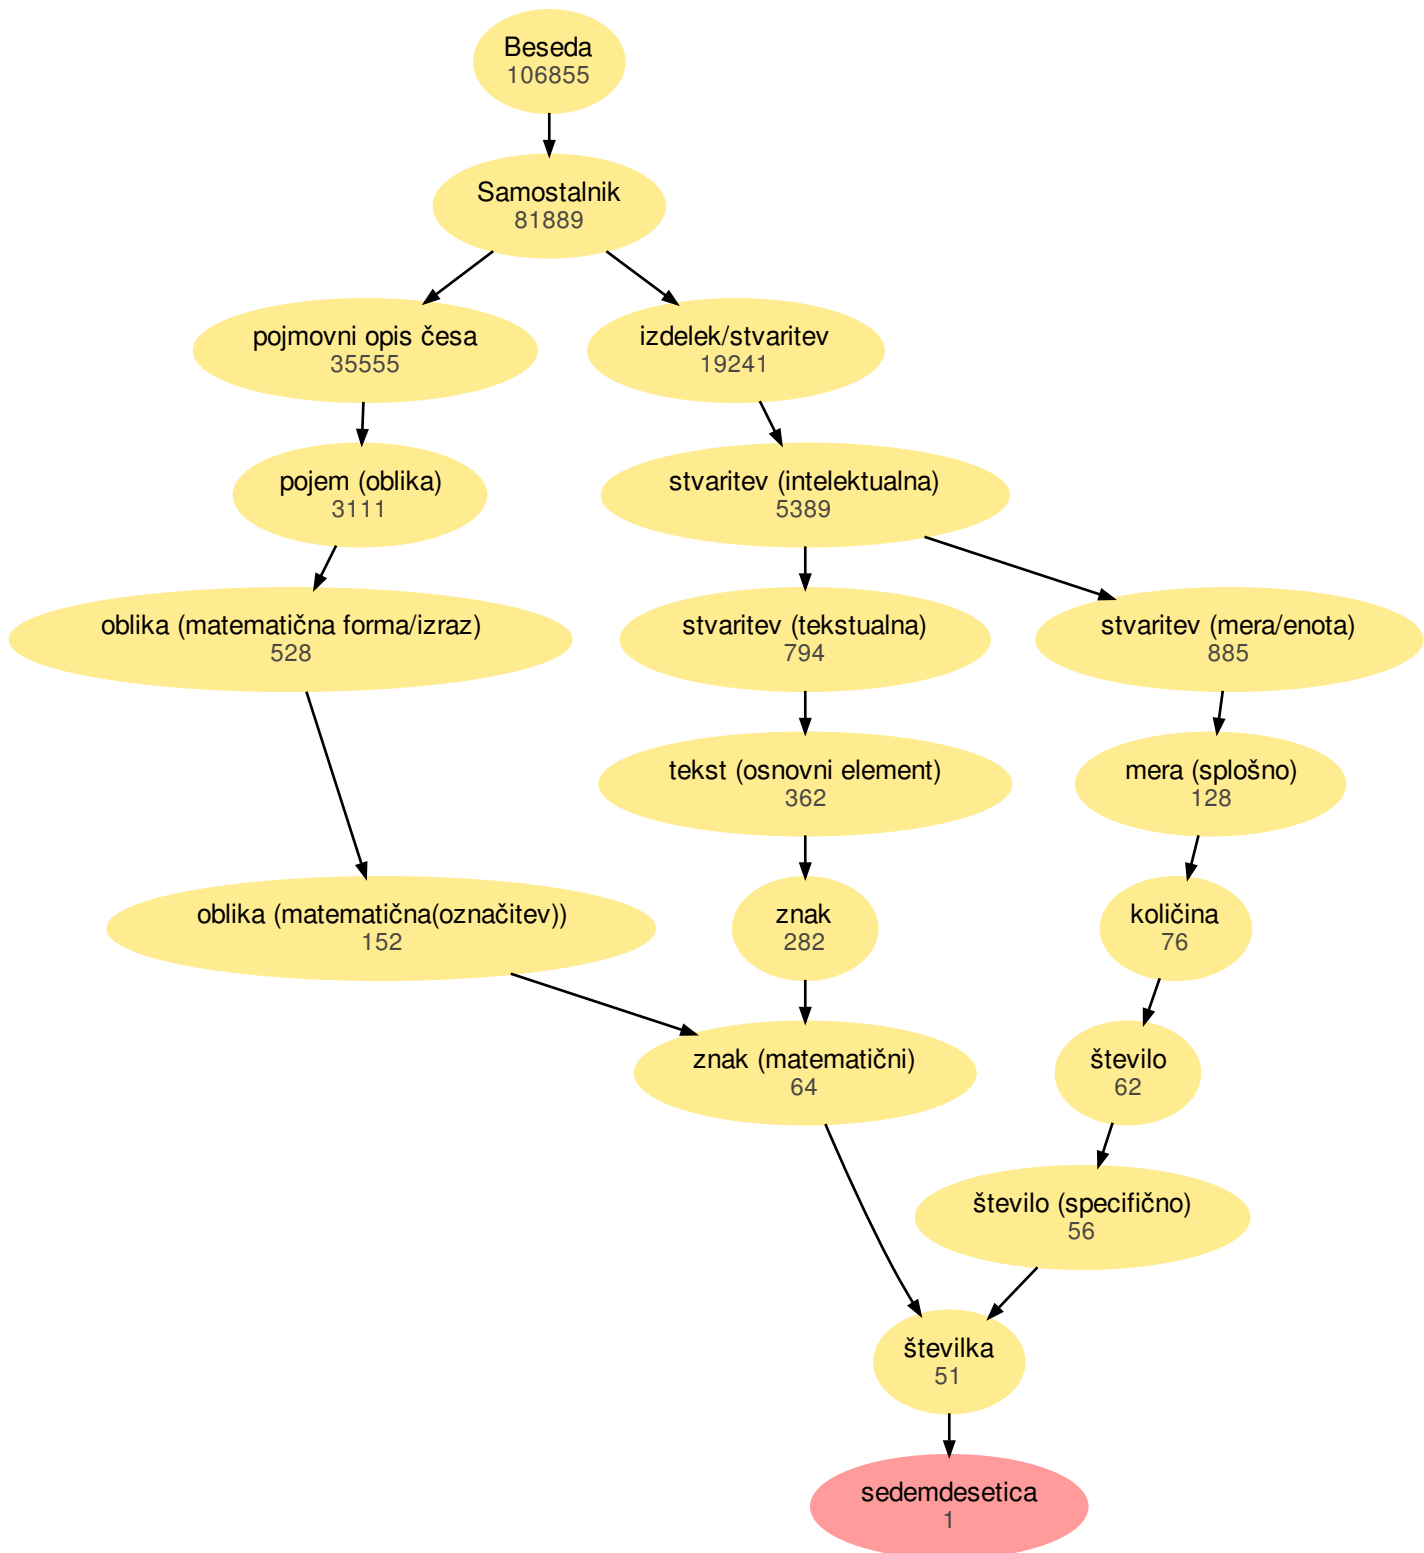 Beseda
106855
Samostalnik
81889
pojmovni opis česa
35555
izdelek/stvaritev
19241
pojem (oblika)
3111
stvaritev (intelektualna)
5389
oblika (matematična forma/izraz)
528
stvaritev (tekstualna)
794
stvaritev (mera/enota)
885
tekst (osnovni element)
362
mera (splošno)
128
oblika (matematična(označitev))
152
znak
282
količina
76
znak (matematični)
64
število
62
število (specifično)
56
številka
51
sedemdesetica
1